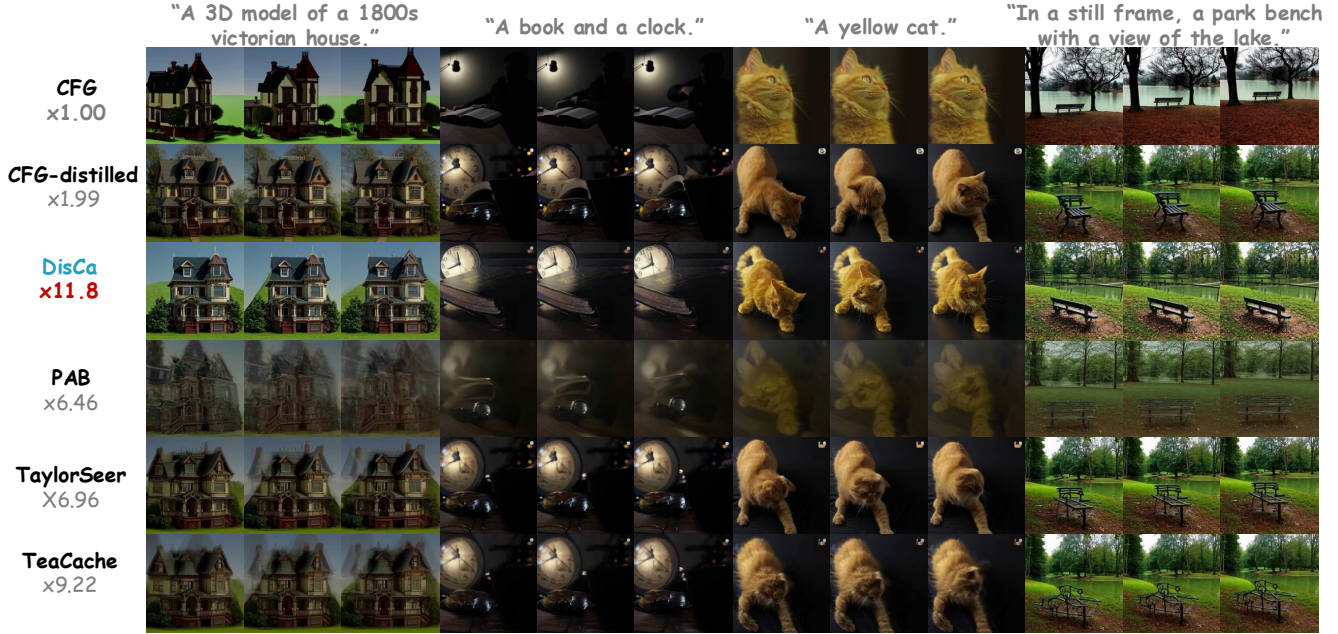 “A 3D model of a 1800s
victorian house.”
“A book and a clock.”
“A yellow cat.”
“In a still frame, a park bench
with a view of the lake.”
CFG
x1.00
CFG-distilled
x1.99
DisCa
x11.8
PAB
x6.46
TaylorSeer
X6.96
TeaCache
x9.22